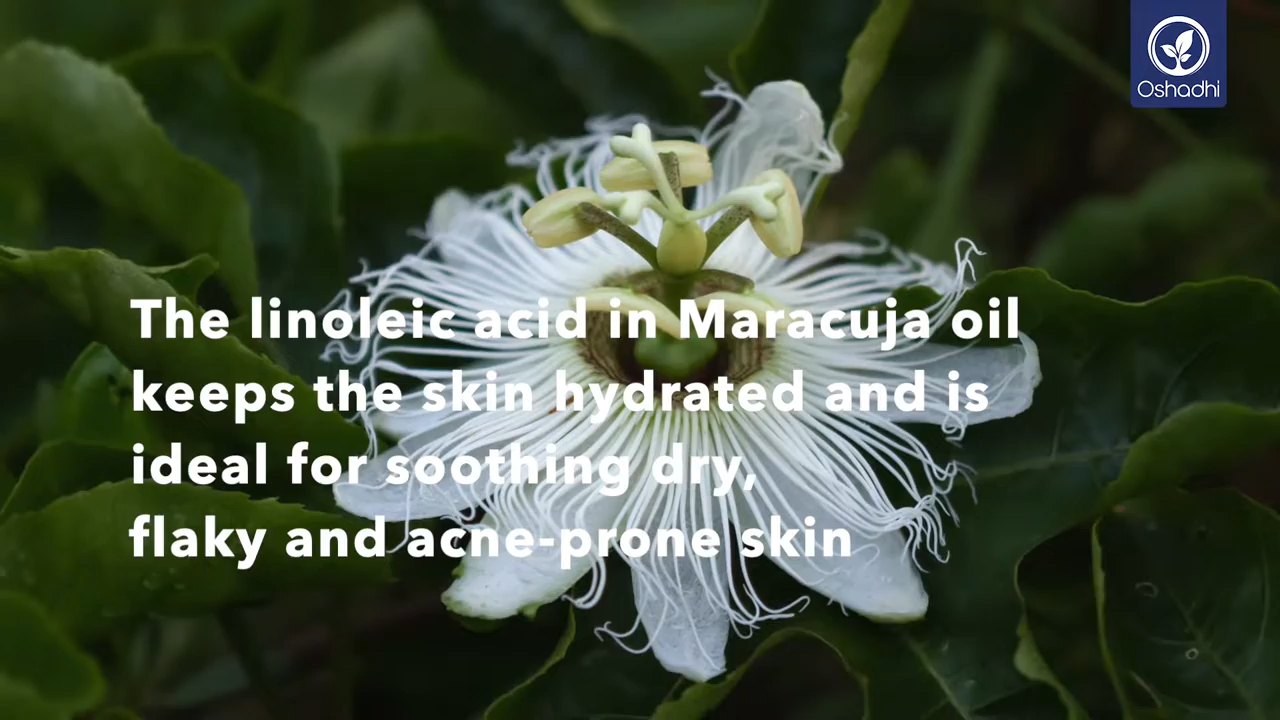 Oshadhi
The linoleic acid in Maracuja oil
keeps the skin hydrated and is
ideal for soothing dry,
flaky and acne-prone skin